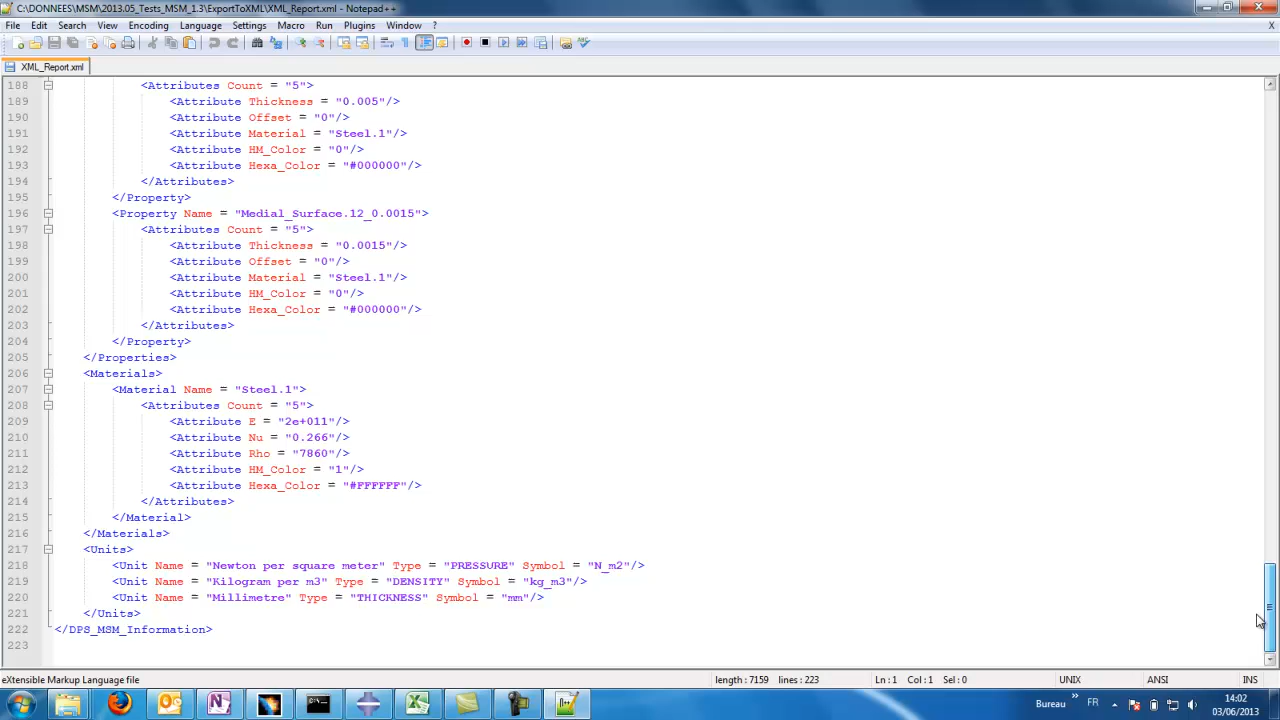 C:\DONNEES\MSM\2013.05_Tests_MSM_1.3\ExportToXML\XML_Report.xml - Notepad++
File Edit Search View Encoding Language Settings Macro Run Plugins Window ?
X
XML_Report.xml
188 <Attributes Count = "5">
189 <Attribute Thickness = "0.005"/>
190 <Attribute Offset = "0"/>
191 <Attribute Material = "Steel.1"/>
192 <Attribute HM_Color = "0"/>
193 <Attribute Hexa_Color = "#000000"/>
194 </Attributes>
195 </Property>
196 <Property Name = "Medial_Surface.12_0.0015">
197 <Attributes Count = "5">
198 <Attribute Thickness = "0.0015"/>
199 <Attribute Offset = "0"/>
200 <Attribute Material = "Steel.1"/>
201 <Attribute HM_Color = "0"/>
202 <Attribute Hexa_Color = "#000000"/>
203 </Attributes>
204 </Property>
205 </Properties>
206 <Materials>
207 <Material Name = "Steel.1">
208 <Attributes Count = "5">
209 <Attribute E = "2e+011"/>
210 <Attribute Nu = "0.266"/>
211 <Attribute Rho = "7860"/>
212 <Attribute HM_Color = "1"/>
213 <Attribute Hexa_Color = "#FFFFFF"/>
214 </Attributes>
215 </Material>
216 </Materials>
217 <Units>
218 <Unit Name = "Newton per square meter" Type = "PRESSURE" Symbol = "N_m2"/>
219 <Unit Name = "Kilogram per m3" Type = "DENSITY" Symbol = "kg_m3"/>
220 <Unit Name = "Millimetre" Type = "THICKNESS" Symbol = "mm"/>
221 </Units>
222 </DPS_MSM_Information>
223
eXtensible Markup Language file length : 7159 lines : 223 Ln : 1 Col : 1 Sel : 0 UNIX ANSI INS
Bureau » FR 14:02
03/06/2013